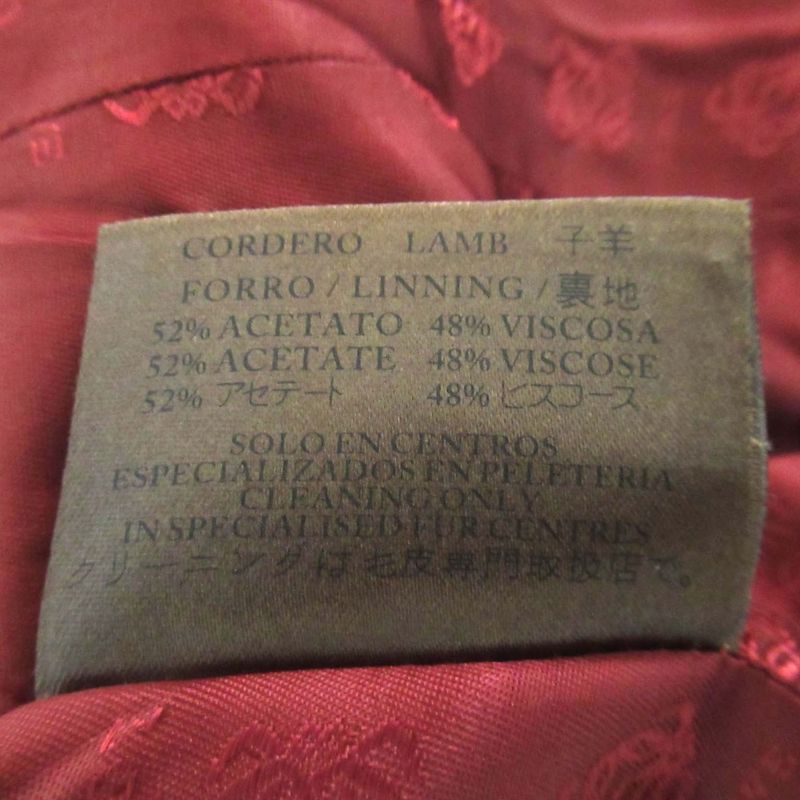 CORDERO LAMB 子羊
FORRO / LINNING / 裏地
52% ACETATO 48% VISCOSA
52% ACETATE 48% VISCOSE
52% アセテート 48% ビスコース
SOLO EN CENTROS
ESPECIALIZADOS EN PELETERIA
CLEANING ONLY
IN SPECIALISED FUR CENTRES
クリーニングは毛皮専門取扱店で。